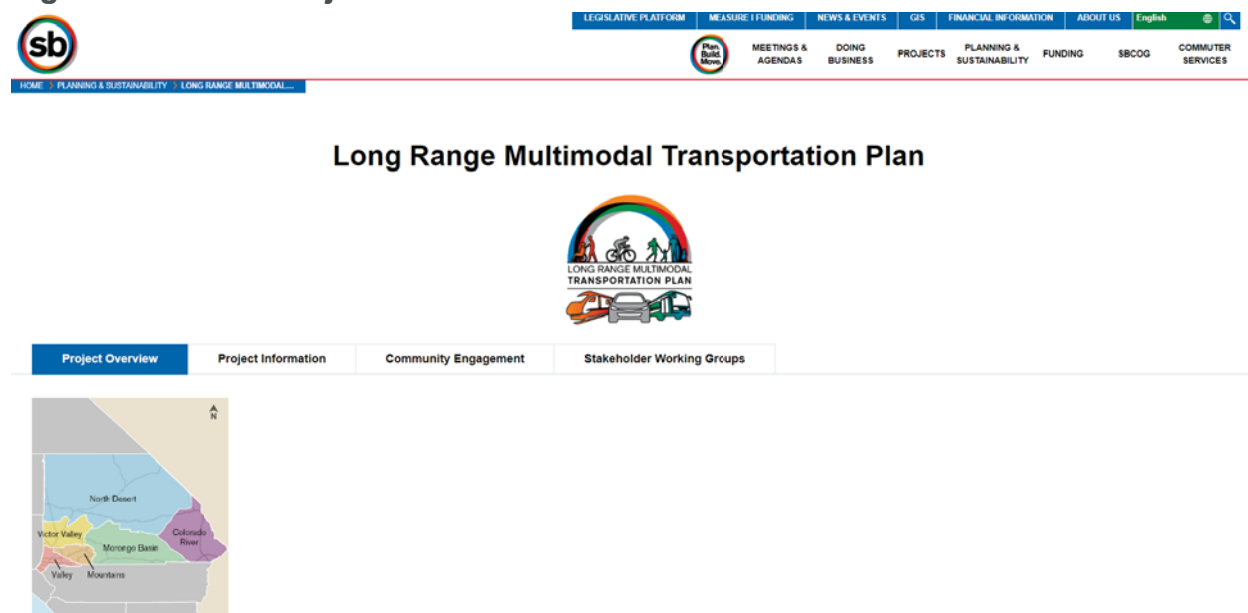 LEGISLATIVE PLATFORM MEASURE I FUNDING NEWS & EVENTS GIS FINANCIAL INFORMATION ABOUT US English
sb
Plan.
Build.
Move.
MEETINGS &
AGENDAS
DOING
BUSINESS
PROJECTS
PLANNING &
SUSTAINABILITY
FUNDING
SBCOG
COMMUTER
SERVICES
HOME > PLANNING & SUSTAINABILITY > LONG RANGE MULTIMODAL...
Long Range Multimodal Transportation Plan
LONG RANGE MULTIMODAL
TRANSPORTATION PLAN
Project Overview Project Information Community Engagement Stakeholder Working Groups
N
North Desert
Victor Valley
Colorado
River
Morongo Basin
Valley Mountains